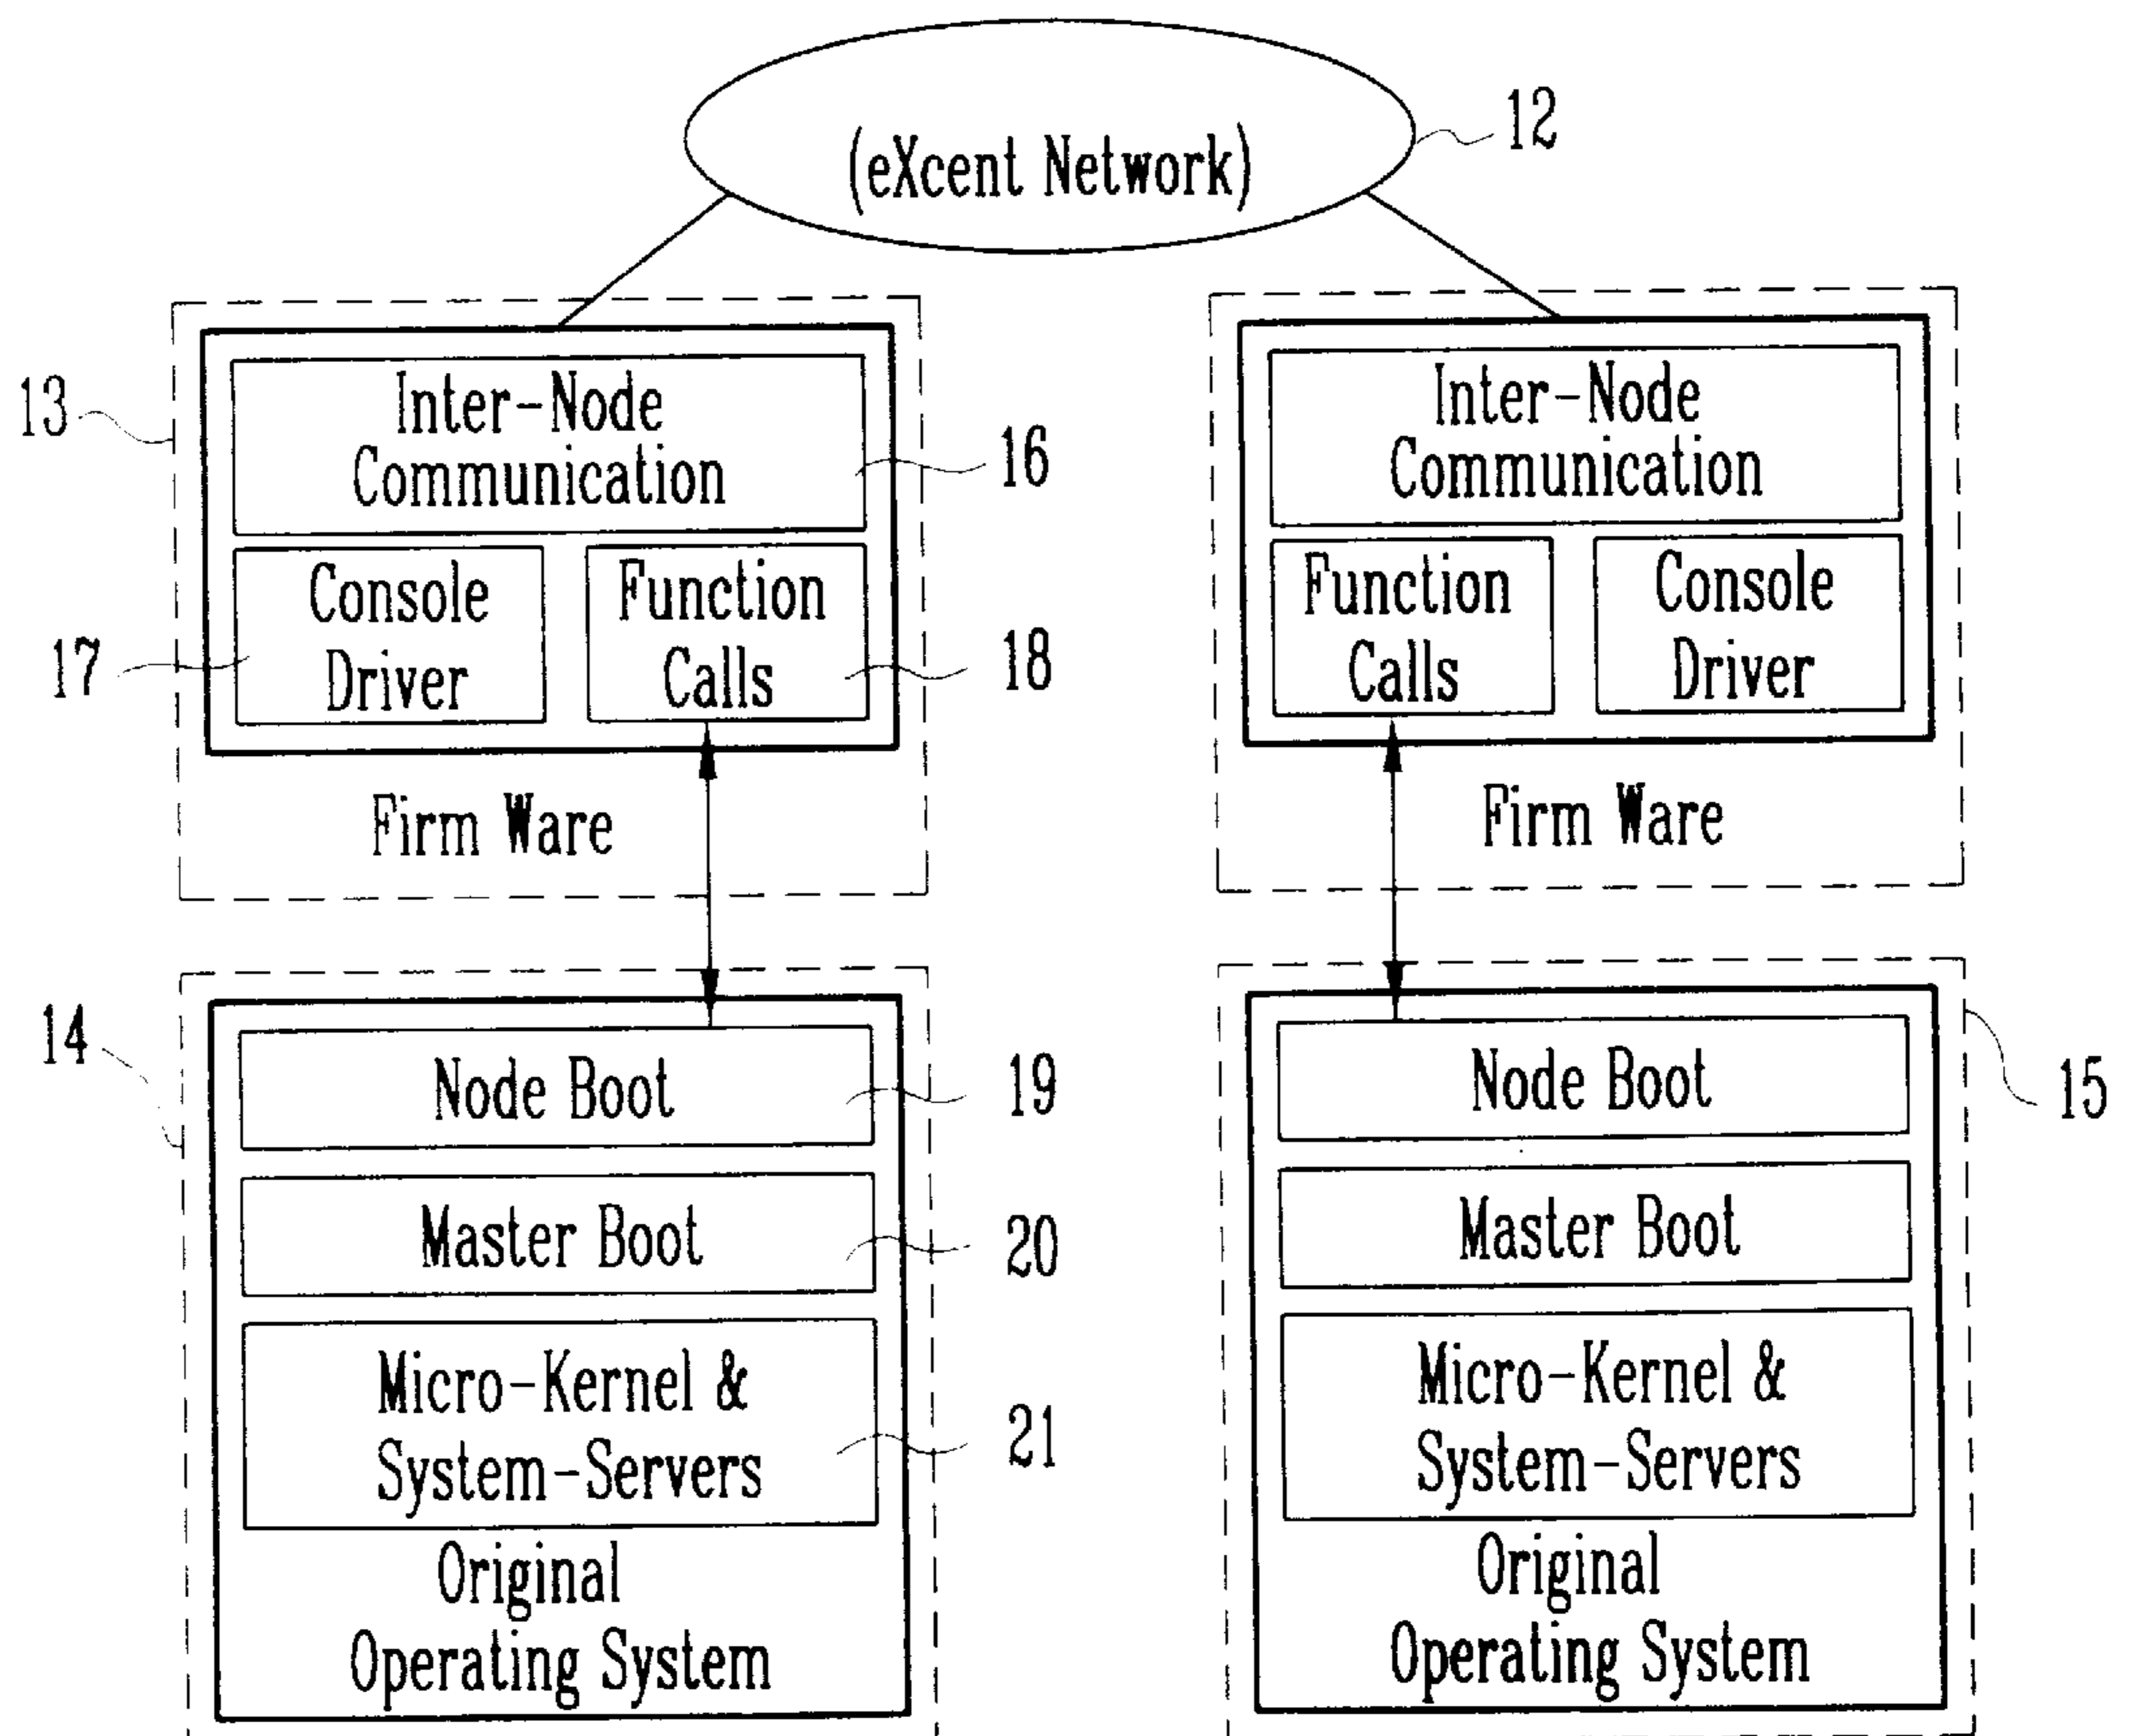 (eXcent Network)
12
13
Inter-Node
Communication
16
Console
Driver
17
Function
Calls
18
Firm Ware
14
Node Boot
19
Master Boot
20
Micro-Kernel &
System-Servers
21
Original
Operating System
Inter-Node
Communication
Function
Calls
Console
Driver
Firm Ware
15
Node Boot
Master Boot
Micro-Kernel &
System-Servers
Original
Operating System